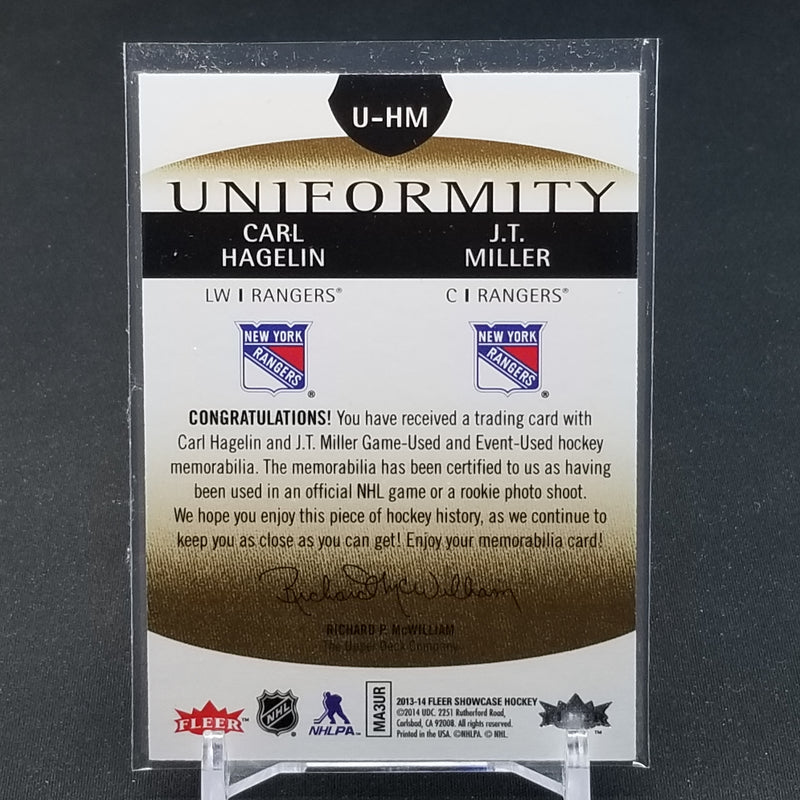 U-HM
UNIFORMITY
CARL HAGELIN
J.T. MILLER
LW | RANGERS®
C | RANGERS®
NEW YORK RANGERS ®
NEW YORK RANGERS ®
CONGRATULATIONS! You have received a trading card with
Carl Hagelin and J.T. Miller Game-Used and Event-Used hockey
memorabilia. The memorabilia has been certified to us as having
been used in an official NHL game or a rookie photo shoot.
We hope you enjoy this piece of hockey history, as we continue to
keep you as close as you can get! Enjoy your memorabilia card!
Richard McWilliam
RICHARD P. McWILLIAM
The Upper Deck Company
FLEER™
NHL
NHLPA™
MA3UR
2013-14 FLEER SHOWCASE HOCKEY
©2014 UDC, 2251 Rutherford Road,
Carlsbad, CA 92008. All rights reserved.
Printed in the USA. ©NHLPA. © NHL.
FLEER™